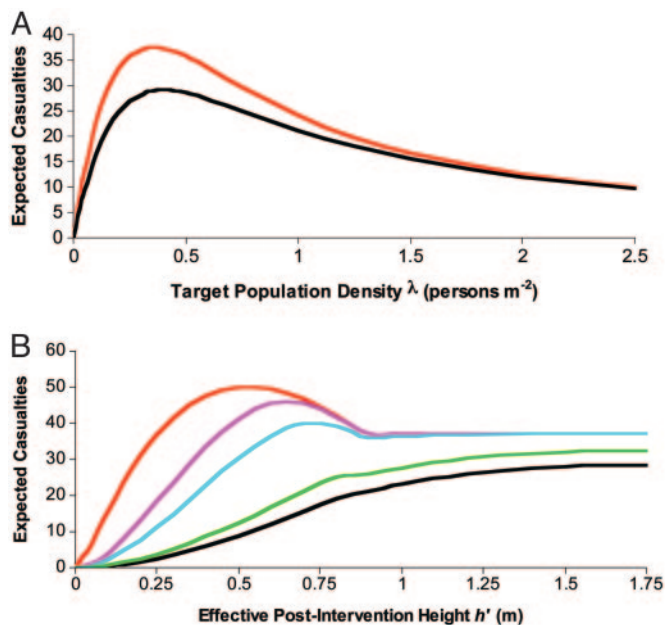 A
Expected Casualties
40
35
30
25
20
15
10
5
0
0 0.5 1 1.5 2 2.5
Target Population Density λ (persons m⁻²)
B
Expected Casualties
60
50
40
30
20
10
0
0 0.25 0.5 0.75 1 1.25 1.5 1.75
Effective Post-Intervention Height h' (m)